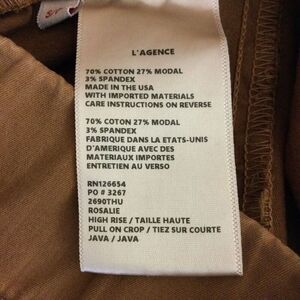 L'AGENCE
70% COTTON 27% MODAL
3% SPANDEX
MADE IN THE USA
WITH IMPORTED MATERIALS
CARE INSTRUCTIONS ON REVERSE
70% COTON 27% MODAL
3% SPANDEX
FABRIQUE DANS LA ETATS-UNIS
D'AMERIQUE AVEC DES
MATERIAUX IMPORTES
ENTRETIEN AU VERSO
RN126654
PO # 3267
2690THU
ROSALIE
HIGH RISE / TAILLE HAUTE
PULL ON CROP / TIEZ SUR COURTE
JAVA / JAVA